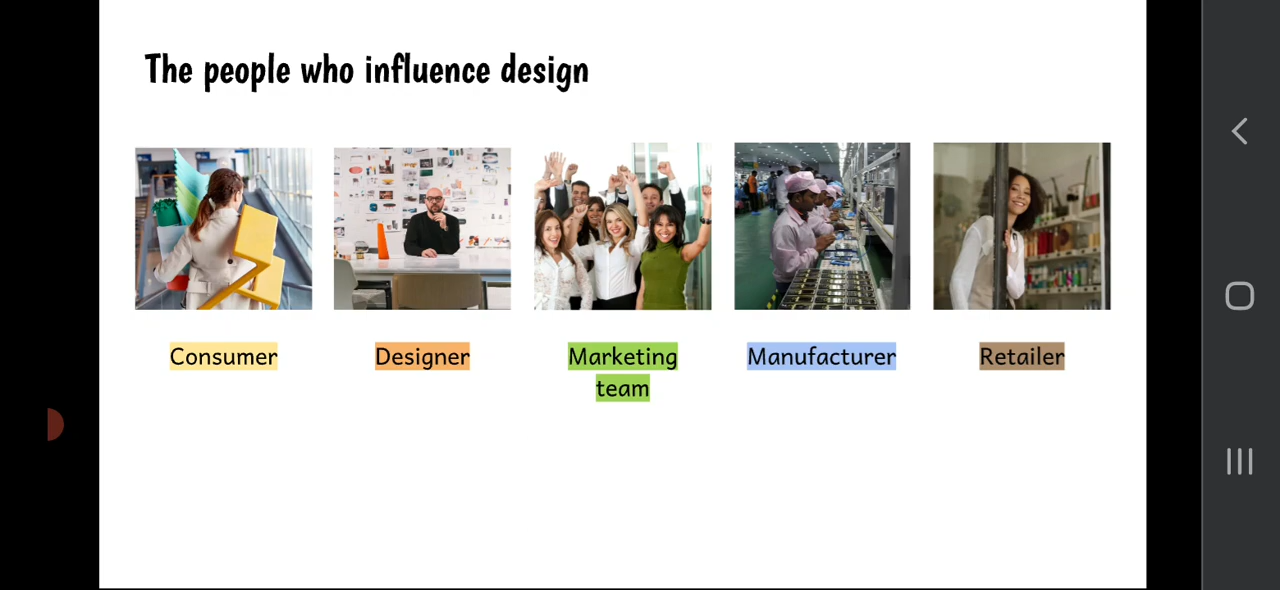 The people who influence design
Consumer
Designer
Marketing
team
Manufacturer
Retailer